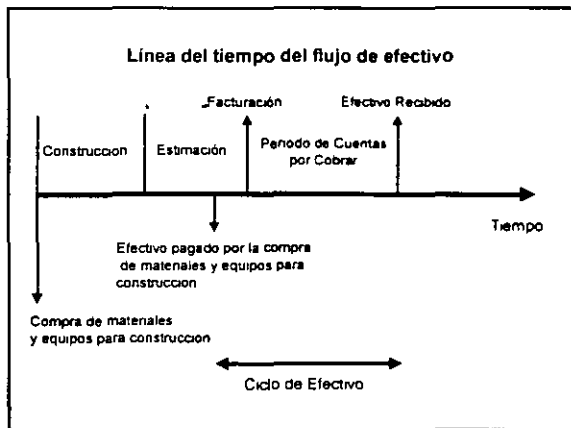 Línea del tiempo del flujo de efectivo
Facturación
Efectivo Recibido
Construccion
Estimación
Periodo de Cuentas
por Cobrar
Tiempo
Efectivo pagado por la compra
de materiales y equipos para
construccion
Compra de materiales
y equipos para construccion
Ciclo de Efectivo